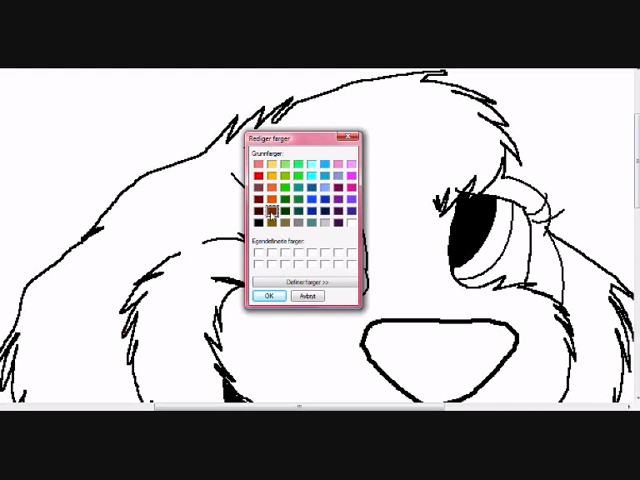 Rediger farger
Grunnfarger:
Egendefinerte farger:
Definer farger >>
OK
Avbryt